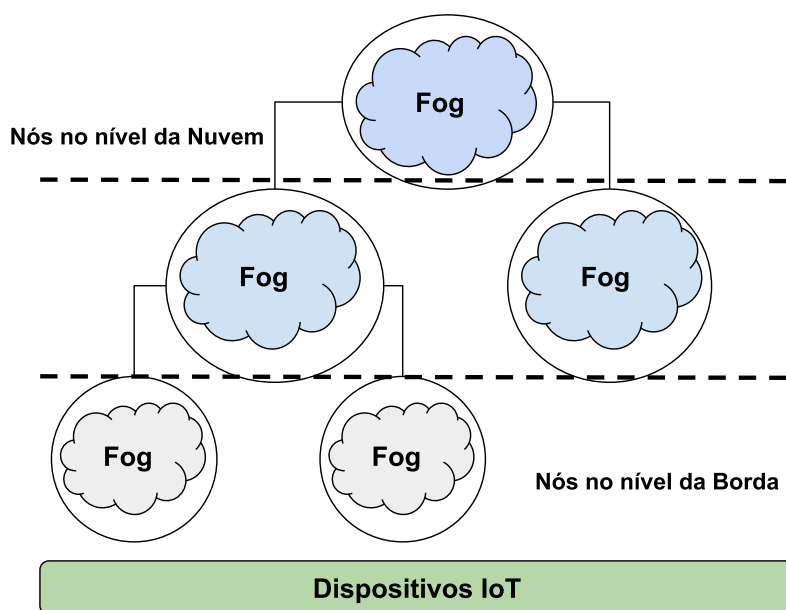 Fog
Nós no nível da Nuvem
Fog
Fog
Fog
Fog
Nós no nível da Borda
Dispositivos IoT